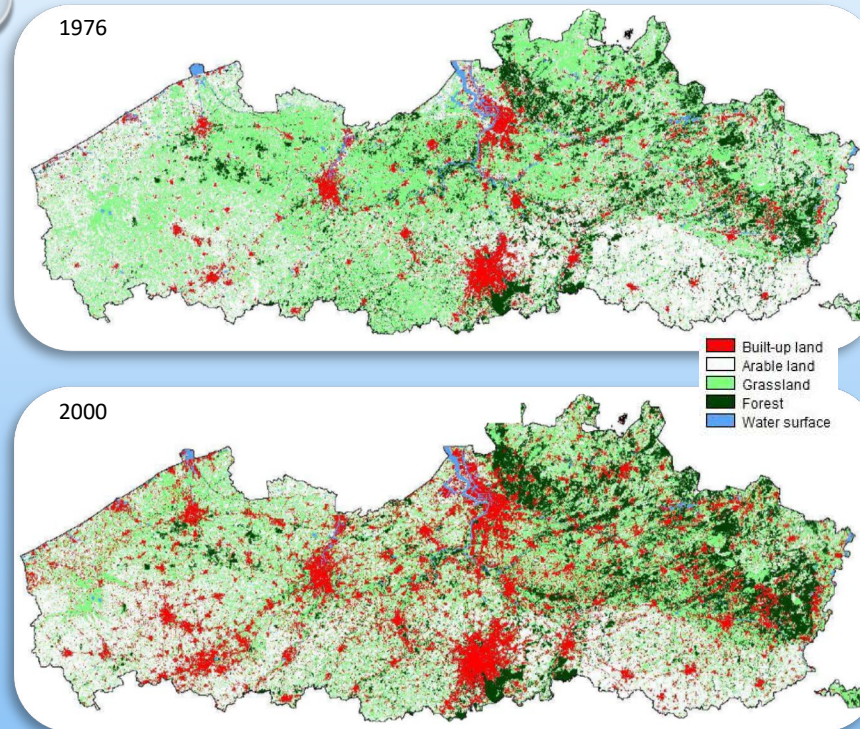 1976
Built-up land
Arable land
Grassland
Forest
Water surface
2000